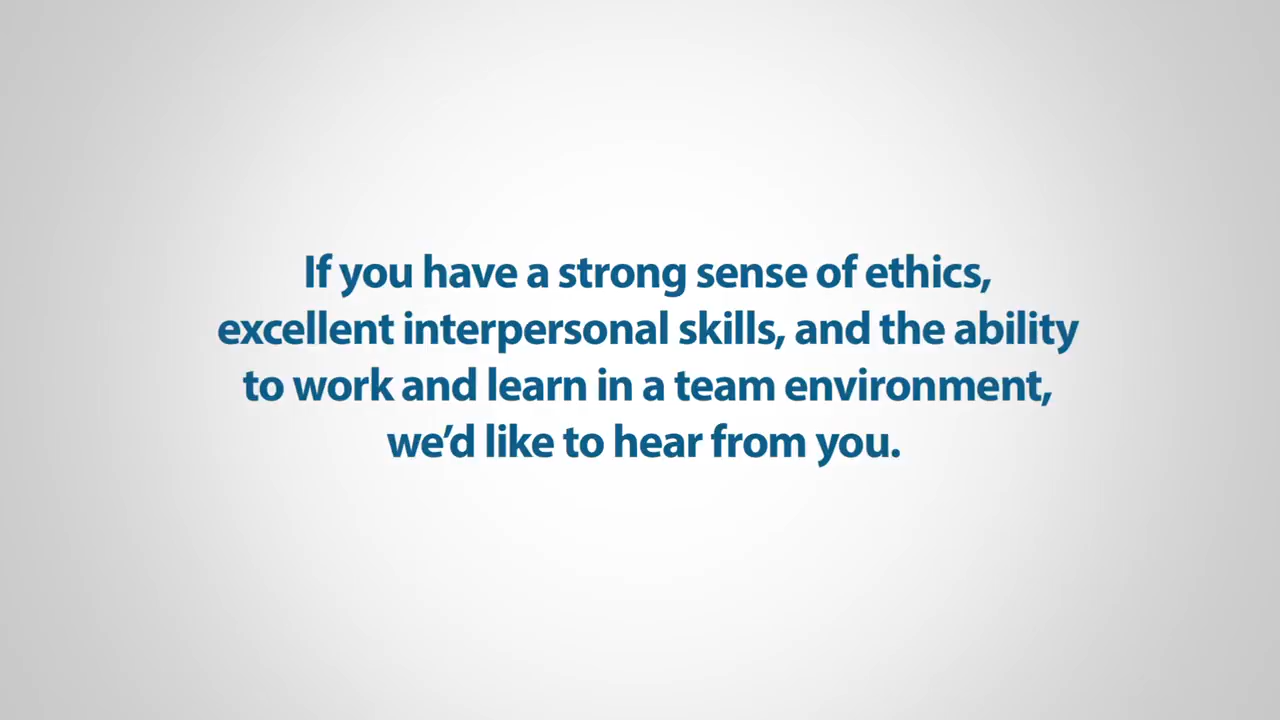 If you have a strong sense of ethics,
excellent interpersonal skills, and the ability
to work and learn in a team environment,
we’d like to hear from you.